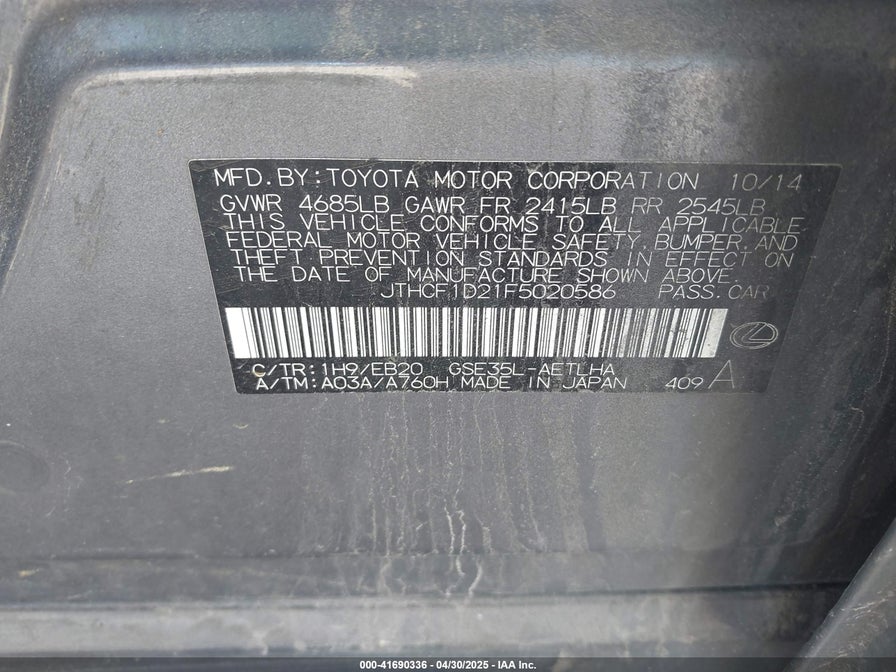 MFD.BY:TOYOTA MOTOR CORPORATION 10/14
GVWR 4685LB GAWR FR 2415LB RR 2545LB
THIS VEHICLE CONFORMS TO ALL APPLICABLE
FEDERAL MOTOR VEHICLE SAFETY, BUMPER, AND
THEFT PREVENTION STANDARDS IN EFFECT ON
THE DATE OF MANUFACTURE SHOWN ABOVE.
JTHCF1D21F5020586 PASS.CAR
C/TR:1H9/EB20 GSE35L-AETLHA
A/TM:A03A/A760H MADE IN JAPAN 409A
000-41690336 - 04/30/2025 - IAA Inc.